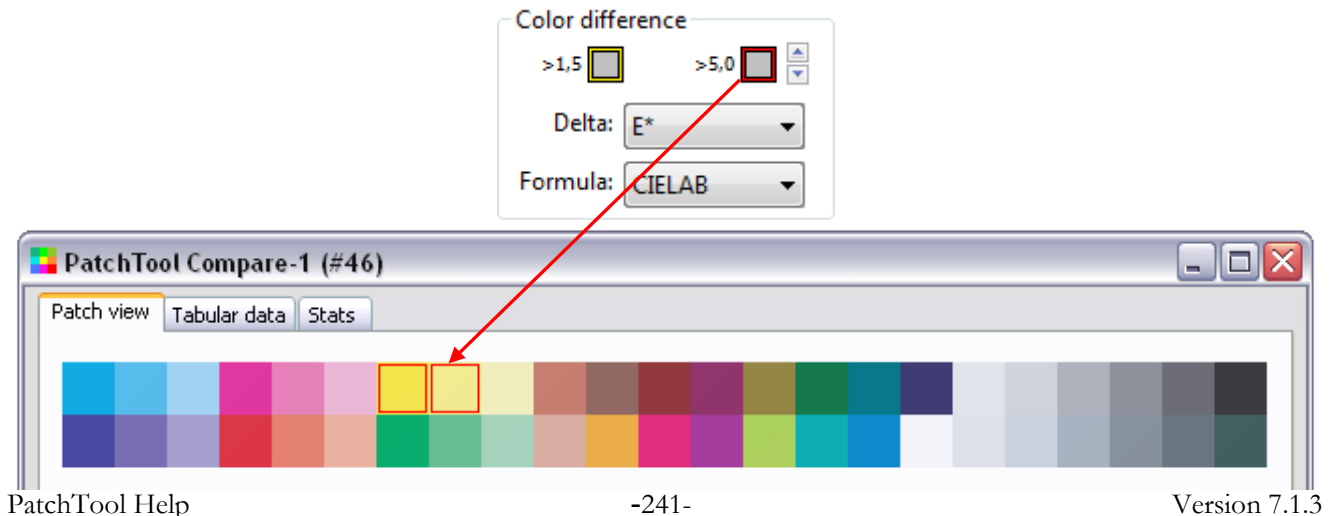 Color difference
>1,5 >5,0
Delta: E*
Formula: CIELAB
PatchTool Compare-1 (#46)
Patch view Tabular data Stats
PatchTool Help -241- Version 7.1.3